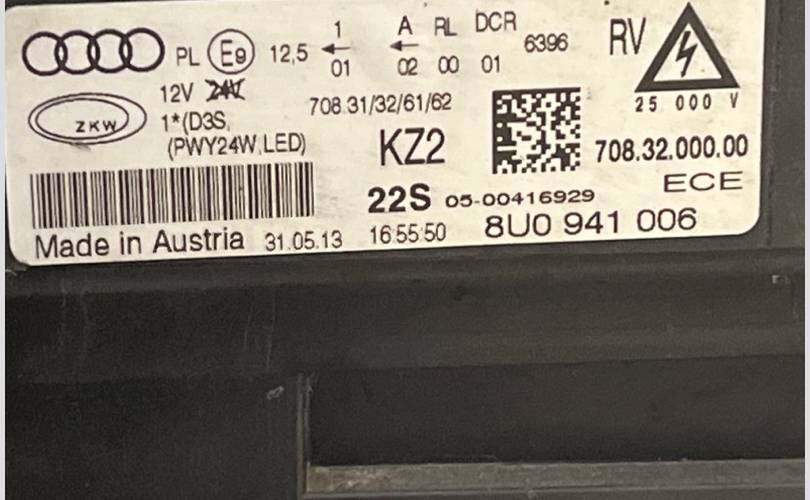 PL E9 12,5 1 A RL DCR 6396 RV
01 02 00 01
12V 24V
25 000 V
ZKW
708.31/32/61/62
1*(D3S,
(PWY24W,LED)
KZ2
708.32.000.00
ECE
22S 05-00416929
Made in Austria 31.05.13 16:55:50 8U0 941 006